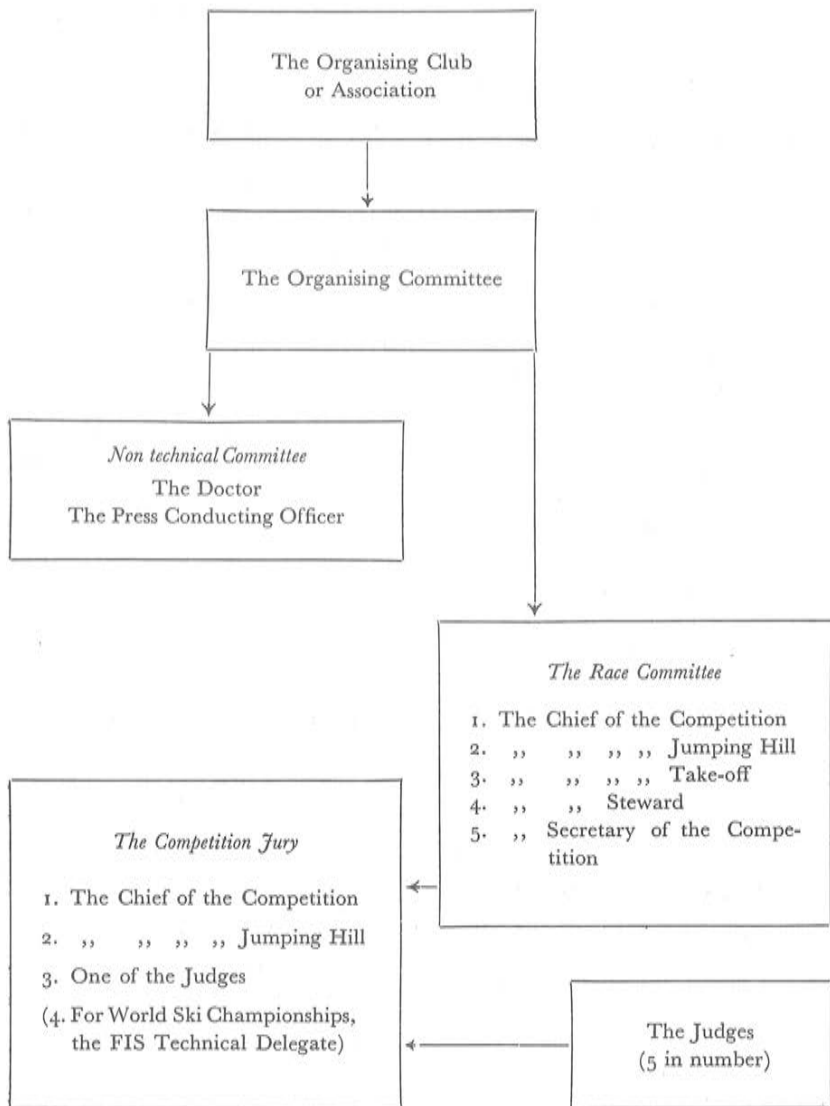 The Organising Club
or Association
The Organising Committee
Non technical Committee
The Doctor
The Press Conducting Officer
The Race Committee
1. The Chief of the Competition
2. ,, ,, ,, ,, Jumping Hill
3. ,, ,, ,, ,, Take-off
4. ,, ,, Steward
5. ,, Secretary of the Compe-
tition
The Competition Jury
1. The Chief of the Competition
2. ,, ,, ,, ,, Jumping Hill
3. One of the Judges
(4. For World Ski Championships,
the FIS Technical Delegate)
The Judges
(5 in number)